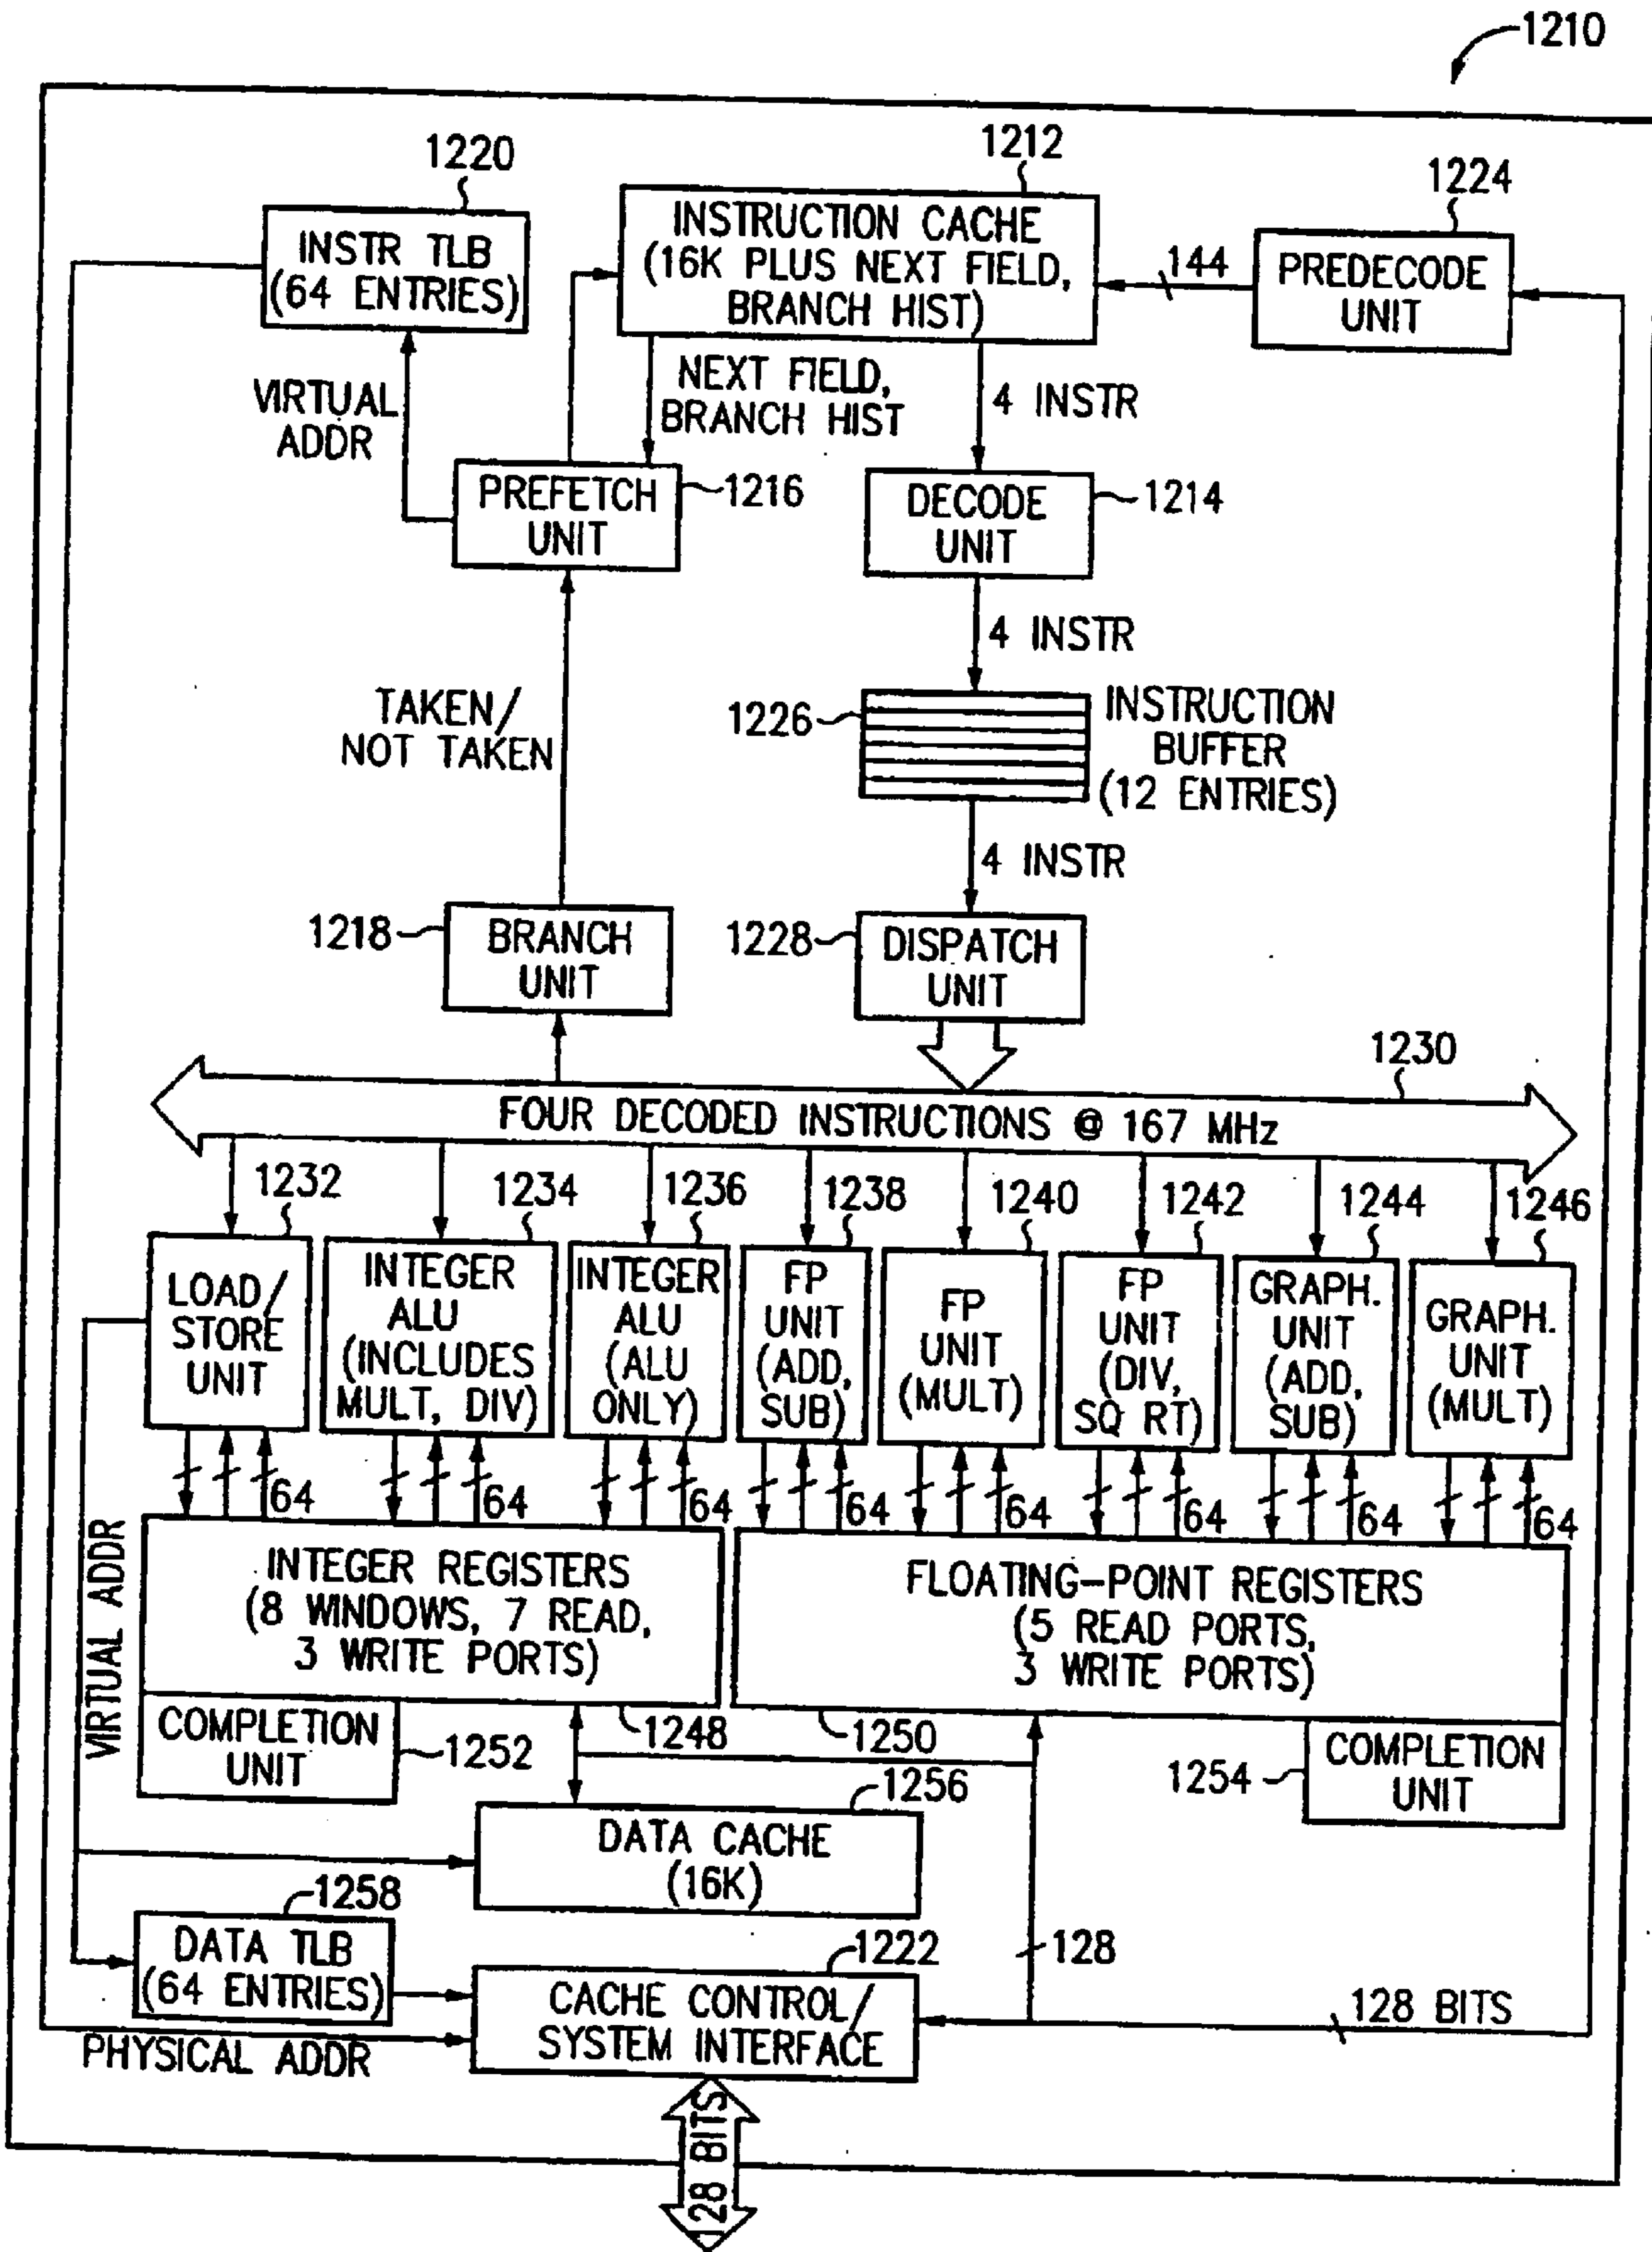 1210
1220
INSTR TLB
(64 ENTRIES)
1212
INSTRUCTION CACHE
(16K PLUS NEXT FIELD,
BRANCH HIST)
144
1224
PREDECODE
UNIT
VIRTUAL
ADDR
NEXT FIELD,
BRANCH HIST
4 INSTR
PREFETCH
UNIT
1216
DECODE
UNIT
1214
4 INSTR
TAKEN/
NOT TAKEN
1226
INSTRUCTION
BUFFER
(12 ENTRIES)
4 INSTR
1218
BRANCH
UNIT
1228
DISPATCH
UNIT
1230
FOUR DECODED INSTRUCTIONS @ 167 MHz
1232
LOAD/
STORE
UNIT
1234
INTEGER
ALU
(INCLUDES
MULT, DIV)
1236
INTEGER
ALU
(ALU
ONLY)
1238
FP
UNIT
(ADD,
SUB)
1240
FP
UNIT
(MULT)
1242
FP
UNIT
(DIV,
SQ RT)
1244
GRAPH.
UNIT
(ADD,
SUB)
1246
GRAPH.
UNIT
(MULT)
64
64
64
64
64
64
64
64
VIRTUAL ADDR
INTEGER REGISTERS
(8 WINDOWS, 7 READ,
3 WRITE PORTS)
FLOATING-POINT REGISTERS
(5 READ PORTS,
3 WRITE PORTS)
COMPLETION
UNIT
1252
1248
1250
1254
COMPLETION
UNIT
1256
DATA CACHE
(16K)
1258
DATA TLB
(64 ENTRIES)
1222
CACHE CONTROL/
SYSTEM INTERFACE
128
128 BITS
PHYSICAL ADDR
128 BITS